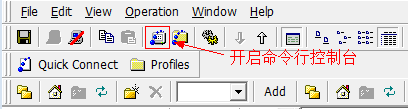 File Edit View Operation Window Help
开启命令行控制台
Quick Connect Profiles
Add